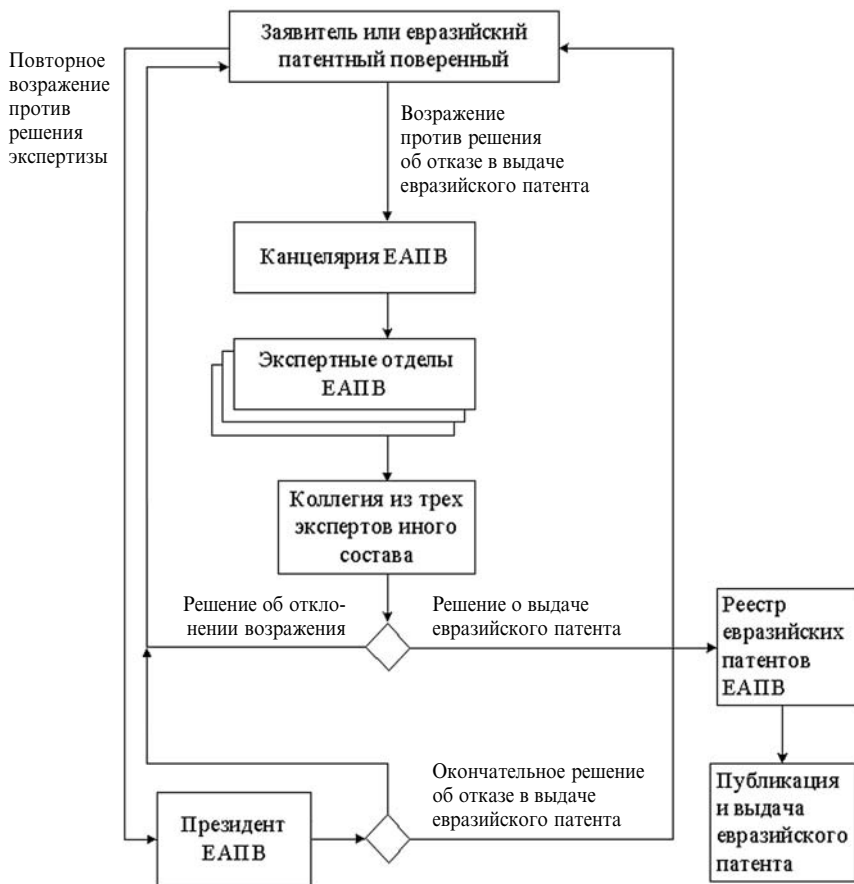 Заявитель или евразийский
патентный поверенный
Повторное
возражение
против
решения
экспертизы
Возражение
против решения
об отказе в выдаче
евразийского патента
Канцелярия ЕАПВ
Экспертные отделы
ЕАПВ
Коллегия из трех
экспертов иного
состава
Решение об откло-
нении возражения
Решение о выдаче
евразийского патента
Реестр
евразийских
патентов
ЕАПВ
Окончательное решение
об отказе в выдаче
евразийского патента
Публикация
и выдача
евразийского
патента
Президент
ЕАПВ